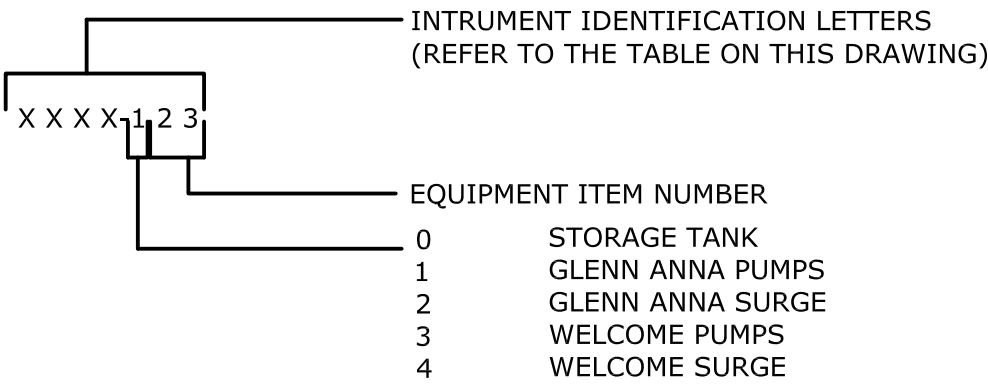 INTRUMENT IDENTIFICATION LETTERS
(REFER TO THE TABLE ON THIS DRAWING)
X X X X-1 2 3
EQUIPMENT ITEM NUMBER
0 STORAGE TANK
1 GLENN ANNA PUMPS
2 GLENN ANNA SURGE
3 WELCOME PUMPS
4 WELCOME SURGE